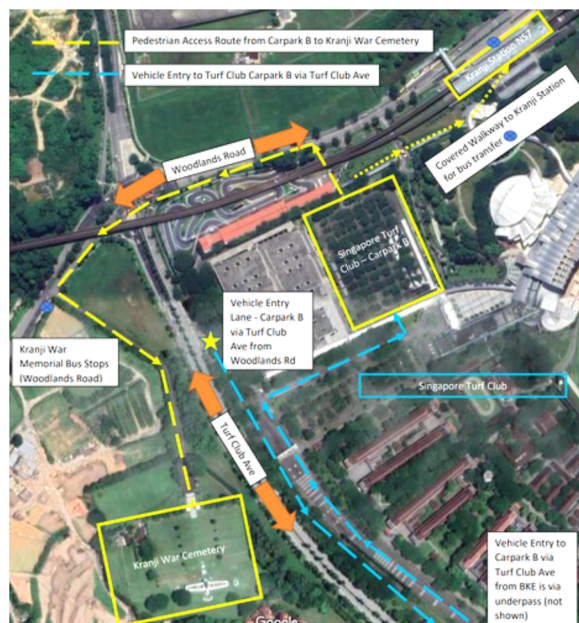 Pedestrian Access Route from Carpark B to Kranji War Cemetery
Vehicle Entry to Turf Club Carpark B via Turf Club Ave
Kranji Station NS7
Covered Walkway to Kranji Station
for bus transfer
Woodlands Road
Singapore Turf
Club – Carpark B
Vehicle Entry
Lane - Carpark B
via Turf Club
Ave from
Woodlands Rd
Kranji War
Memorial Bus Stops
(Woodlands Road)
Singapore Turf Club
Turf Club Ave
Kranji War Cemetery
Vehicle Entry to
Carpark B via
Turf Club Ave
from BKE is via
underpass (not
shown)
Google